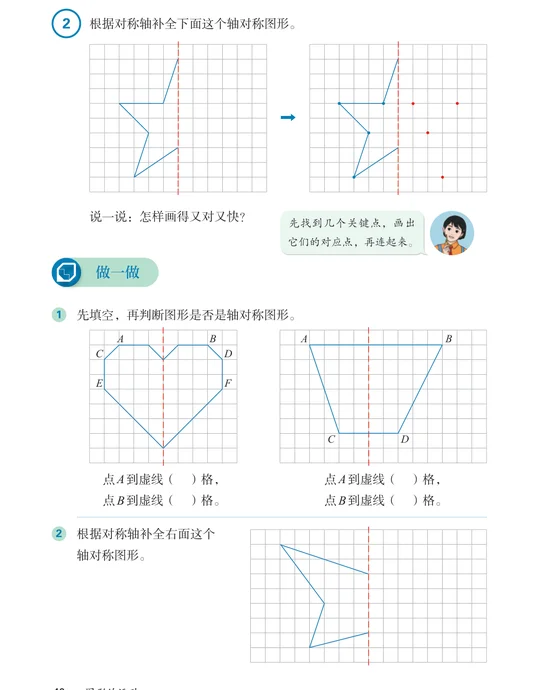 2 根据对称轴补全下面这个轴对称图形。
说一说：怎样画得又对又快？
先找到几个关键点，画出
它们的对应点，再连起来。
做一做
1 先填空，再判断图形是否是轴对称图形。
A B
C D
E F
点A到虚线（ ）格，
点B到虚线（ ）格。
A B
C D
点A到虚线（ ）格，
点B到虚线（ ）格。
2 根据对称轴补全右面这个
轴对称图形。